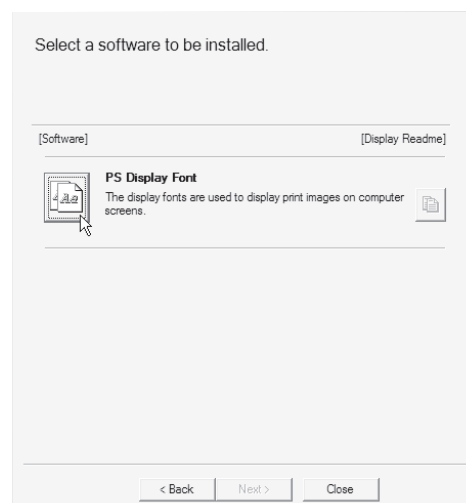 Select a software to be installed.
[Software] [Display Readme]
PS Display Font
The display fonts are used to display print images on computer
screens.
< Back Next > Close